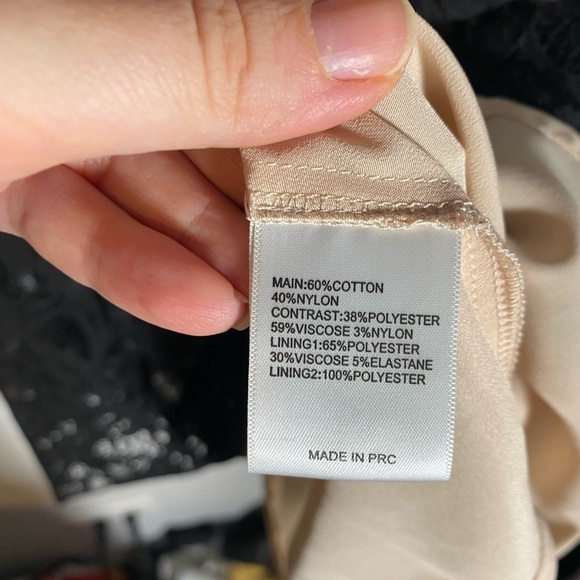 MAIN:60%COTTON
40%NYLON
CONTRAST:38%POLYESTER
59%VISCOSE 3%NYLON
LINING1:65%POLYESTER
30%VISCOSE 5%ELASTANE
LINING2:100%POLYESTER
MADE IN PRC